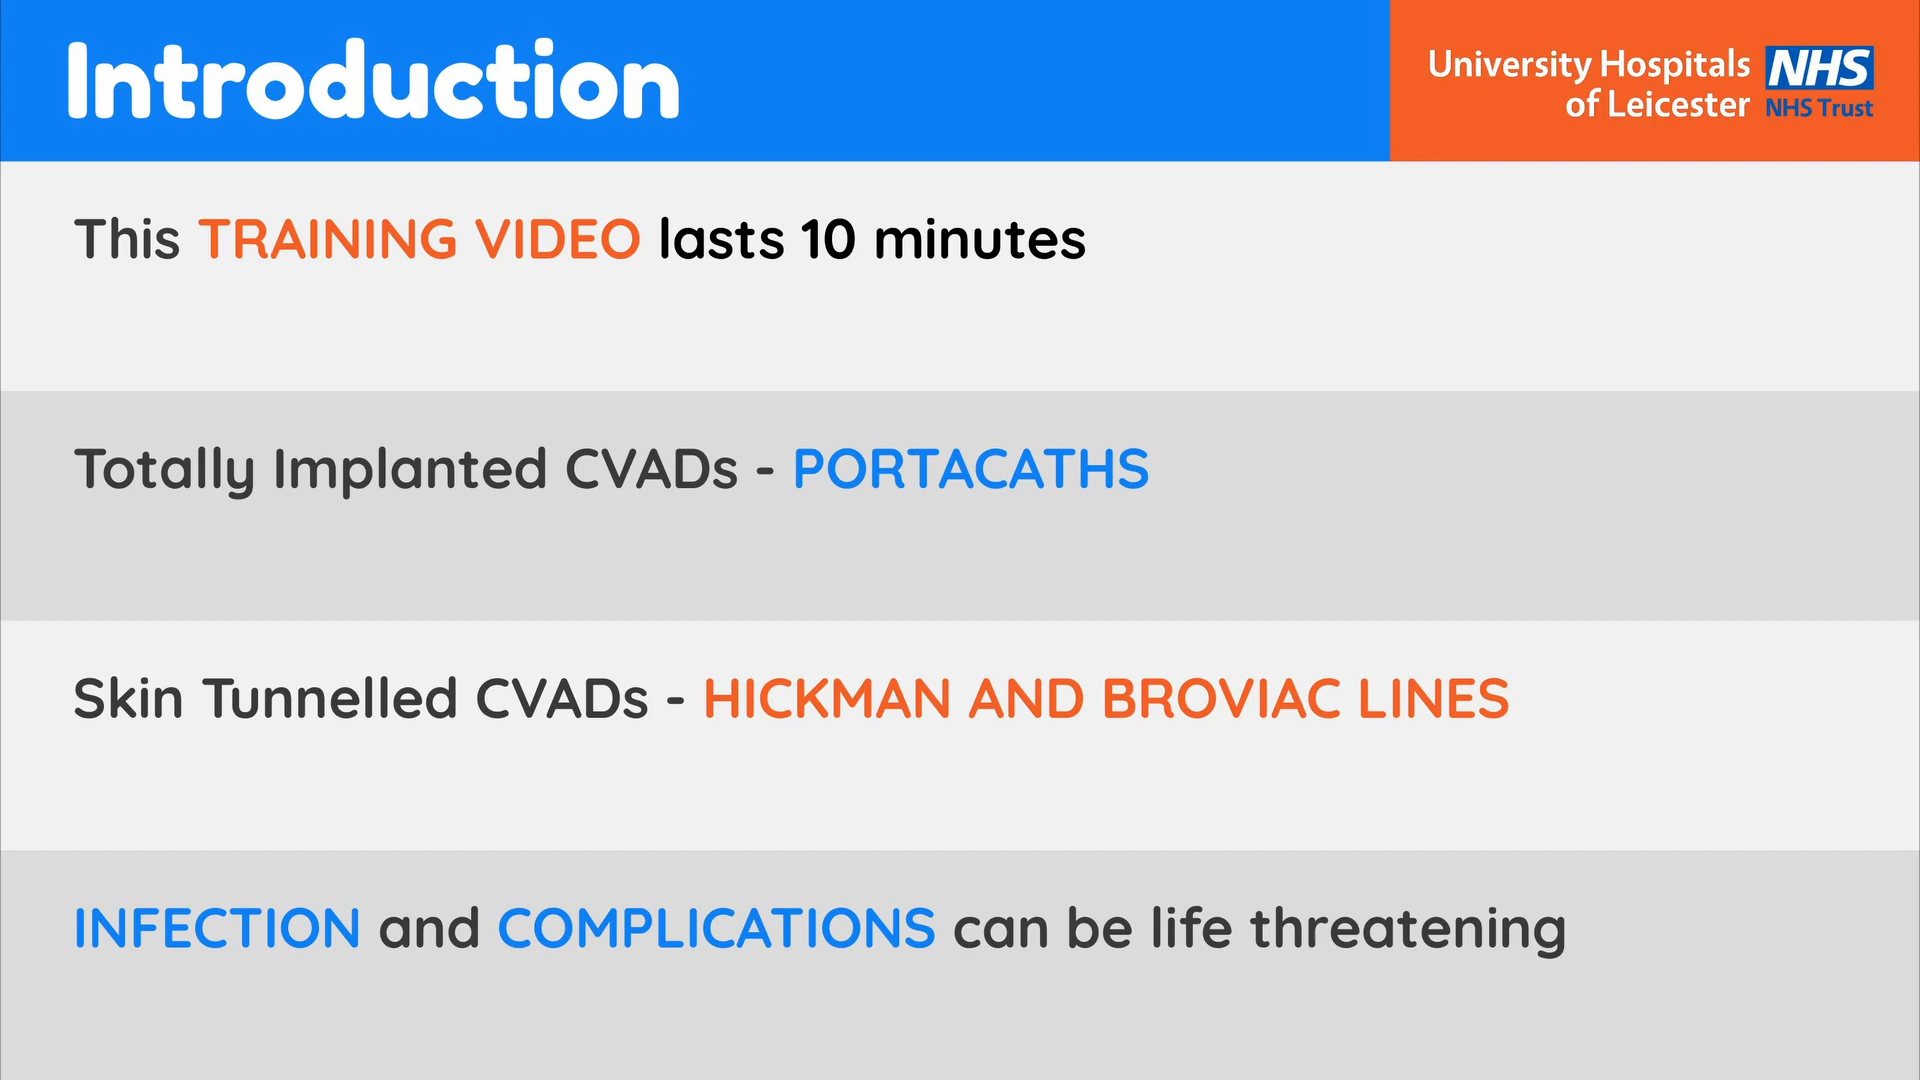 Introduction
University Hospitals
of Leicester
NHS
NHS Trust
This TRAINING VIDEO lasts 10 minutes
Totally Implanted CVADs - PORTACATHS
Skin Tunnelled CVADs - HICKMAN AND BROVIAC LINES
INFECTION and COMPLICATIONS can be life threatening